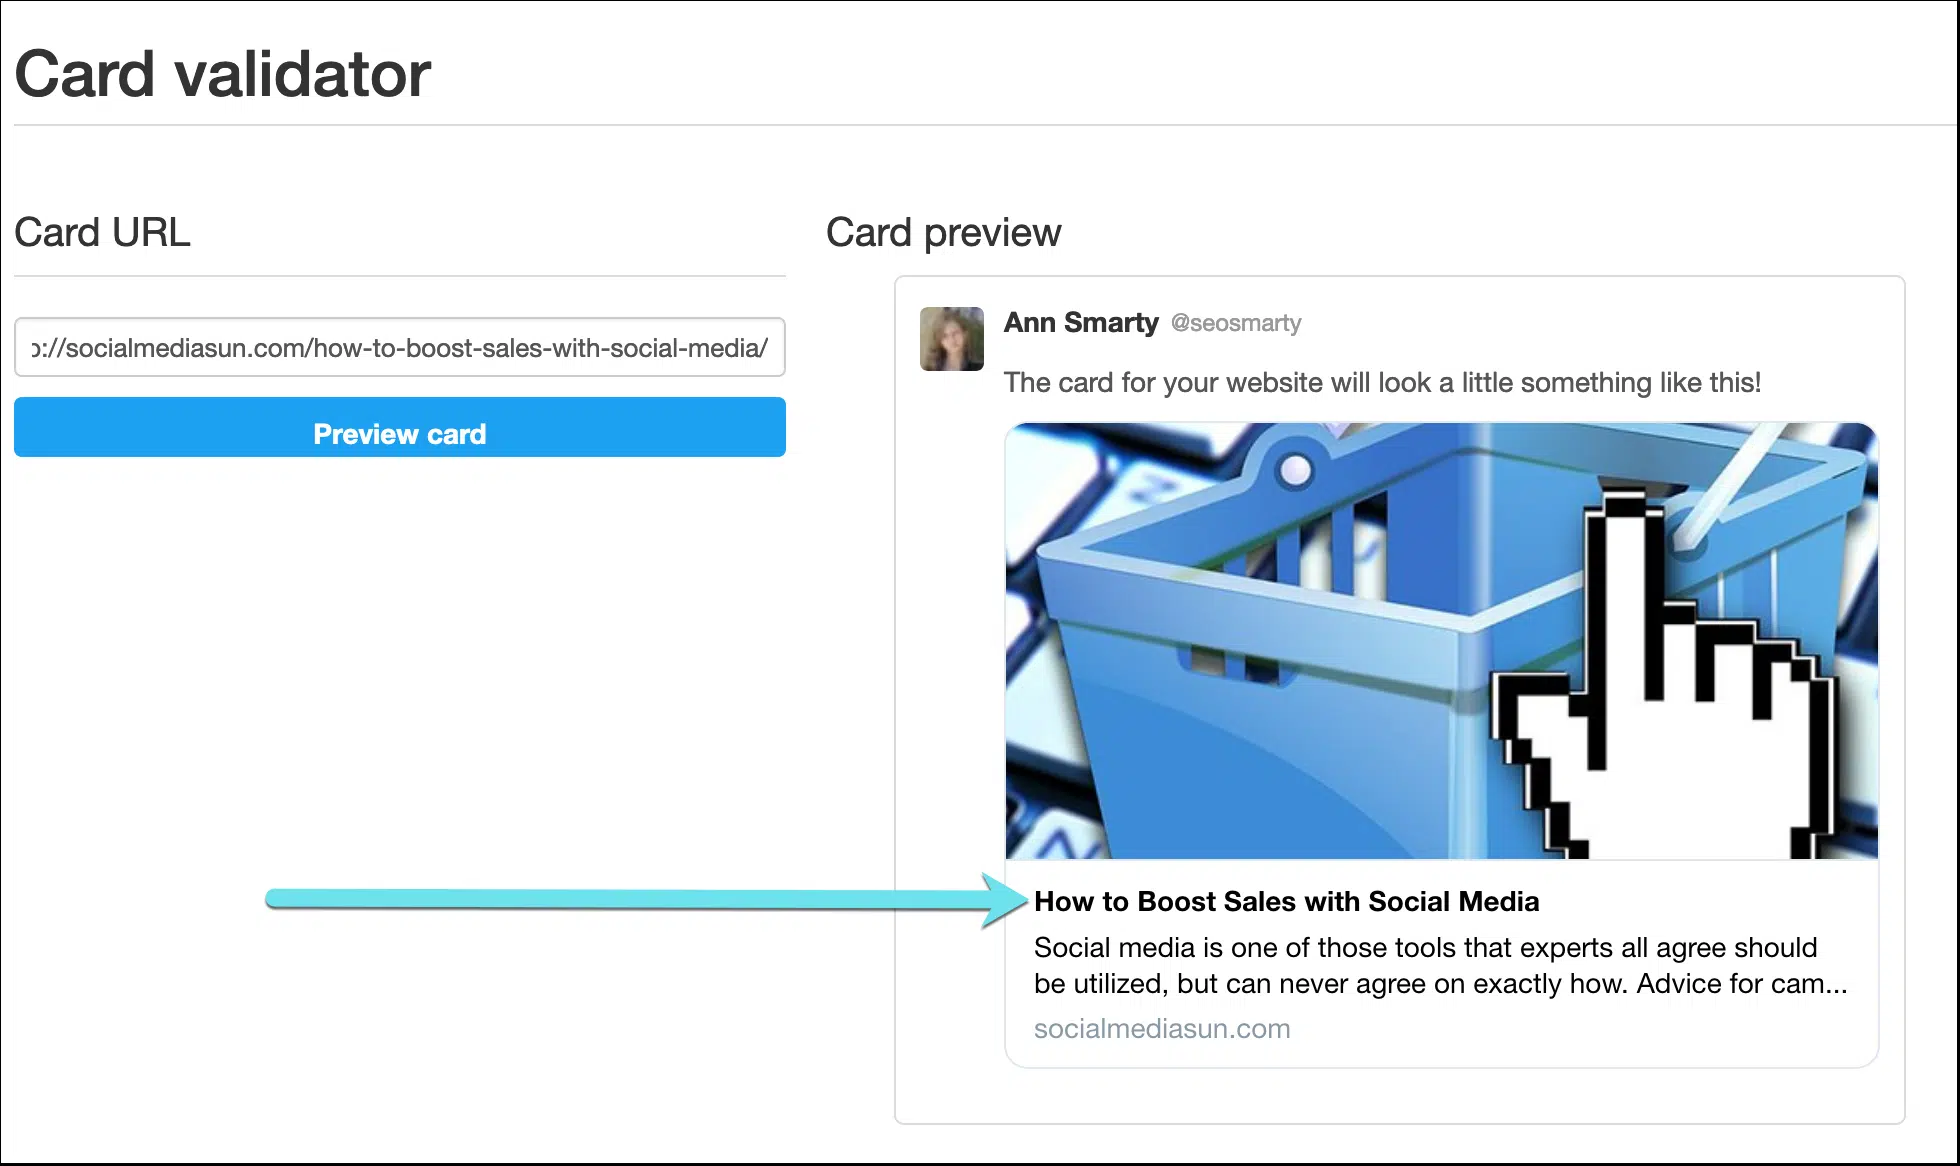 Card validator
Card URL
Card preview
://socialmediasun.com/how-to-boost-sales-with-social-media/
Preview card
Ann Smarty @seosmarty
The card for your website will look a little something like this!
How to Boost Sales with Social Media
Social media is one of those tools that experts all agree should
be utilized, but can never agree on exactly how. Advice for cam...
socialmediasun.com